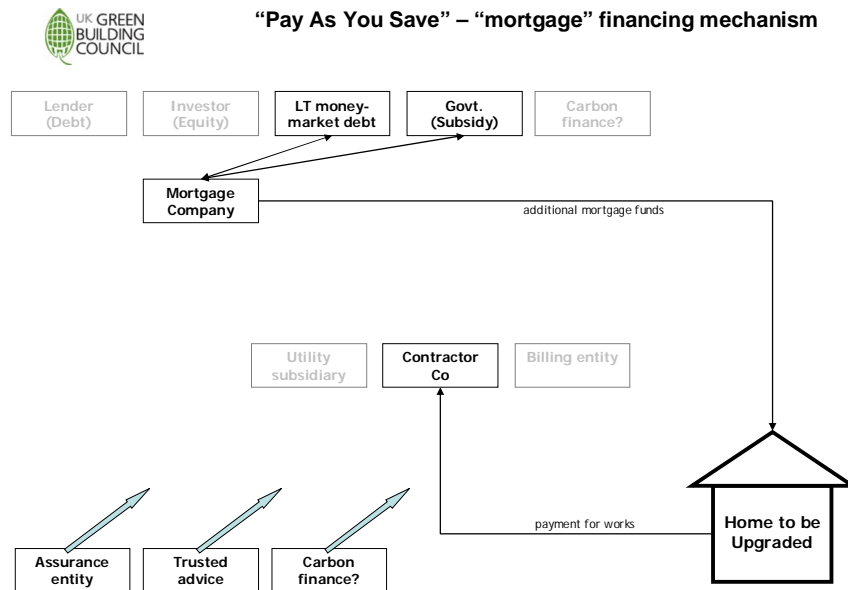 UK GREEN
BUILDING
COUNCIL
“Pay As You Save” – “mortgage” financing mechanism
Lender
(Debt)
Investor
(Equity)
LT money-
market debt
Govt.
(Subsidy)
Carbon
finance?
Mortgage
Company
additional mortgage funds
Utility
subsidiary
Contractor
Co
Billing entity
payment for works
Home to be
Upgraded
Assurance
entity
Trusted
advice
Carbon
finance?